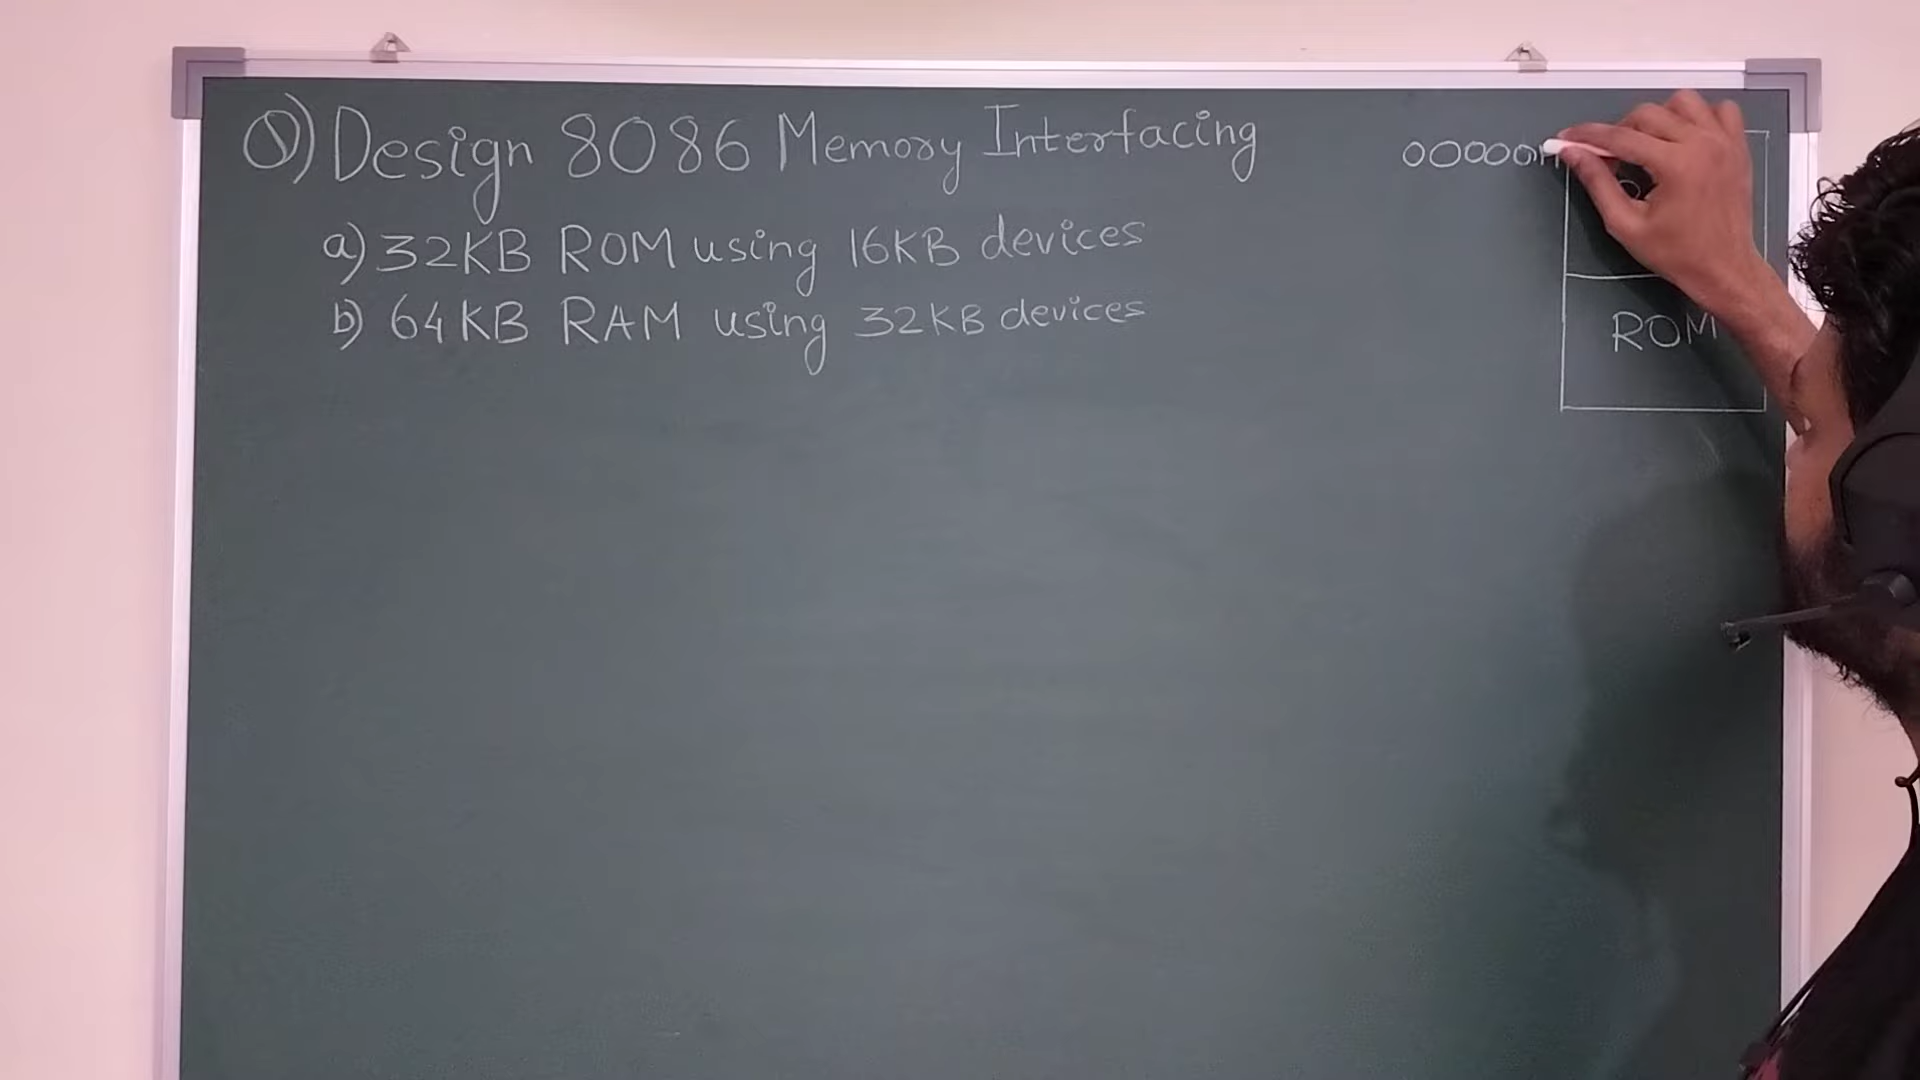 Q) Design 8086 Memory Interfacing
a) 32KB ROM using 16KB devices
b) 64KB RAM using 32KB devices
00000H
ROM